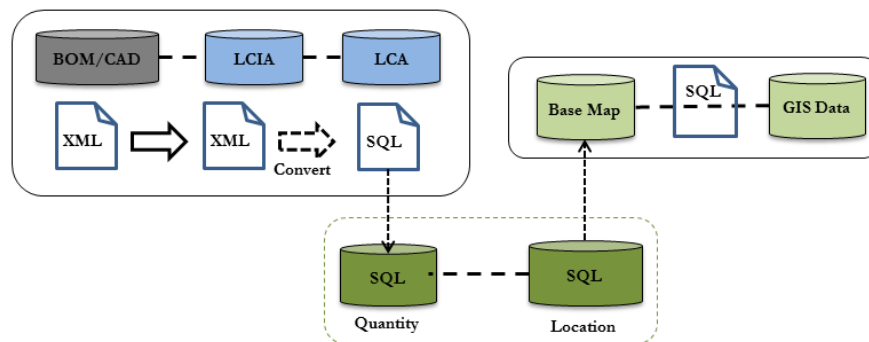 BOM/CAD
LCIA
LCA
XML
XML
SQL
Convert
Base Map
SQL
GIS Data
SQL
SQL
Quantity
Location